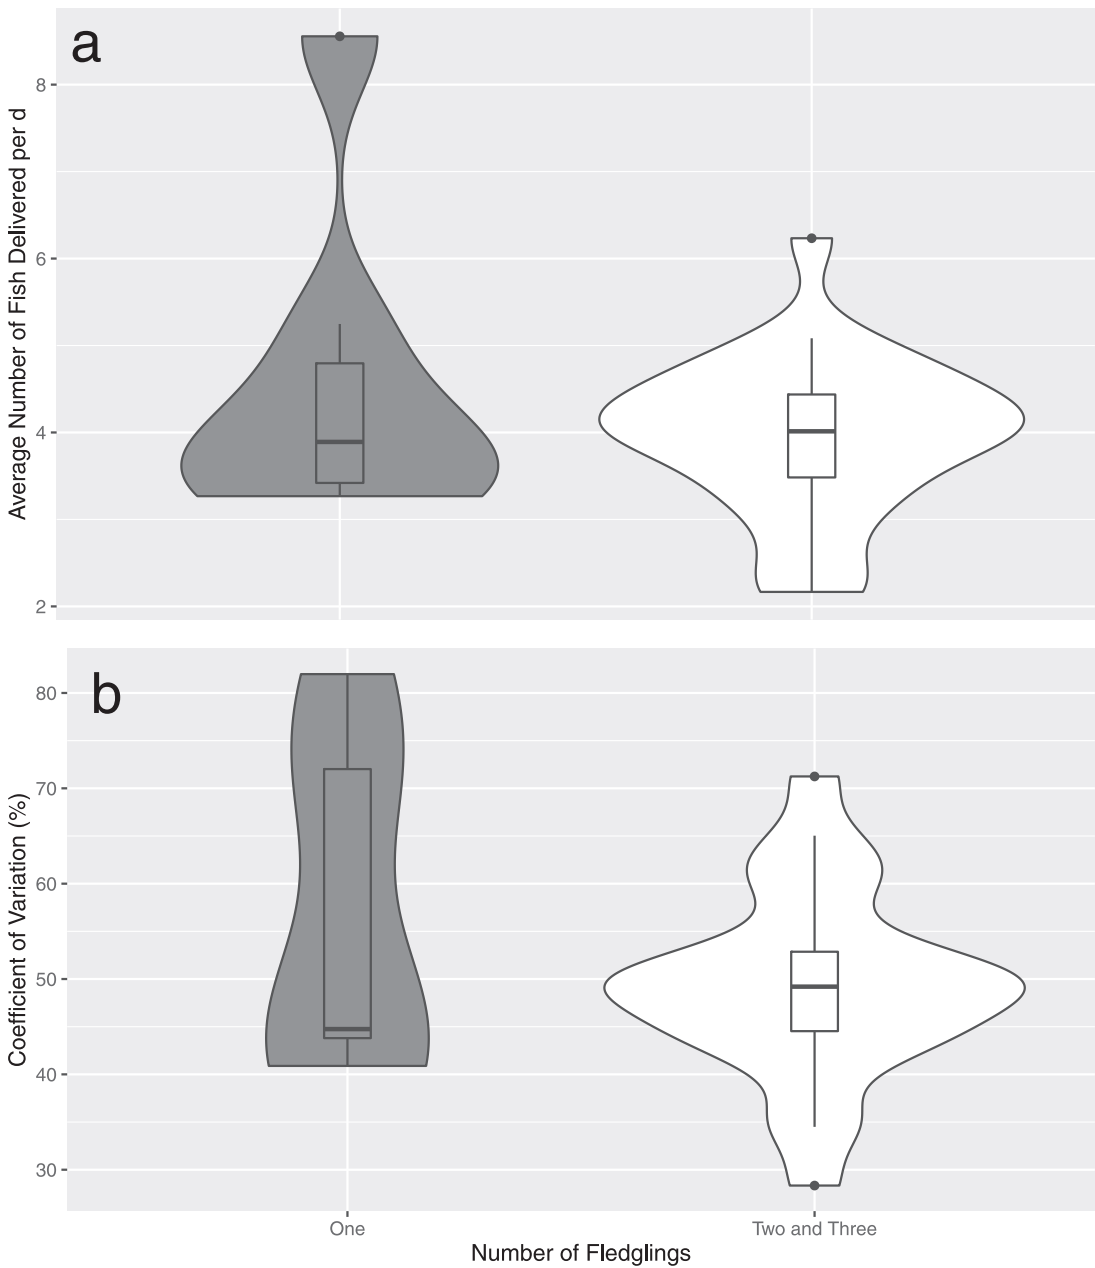 a
Average Number of Fish Delivered per d
8
6
4
2
b
Coefficient of Variation (%)
80
70
60
50
40
30
One
Two and Three
Number of Fledglings